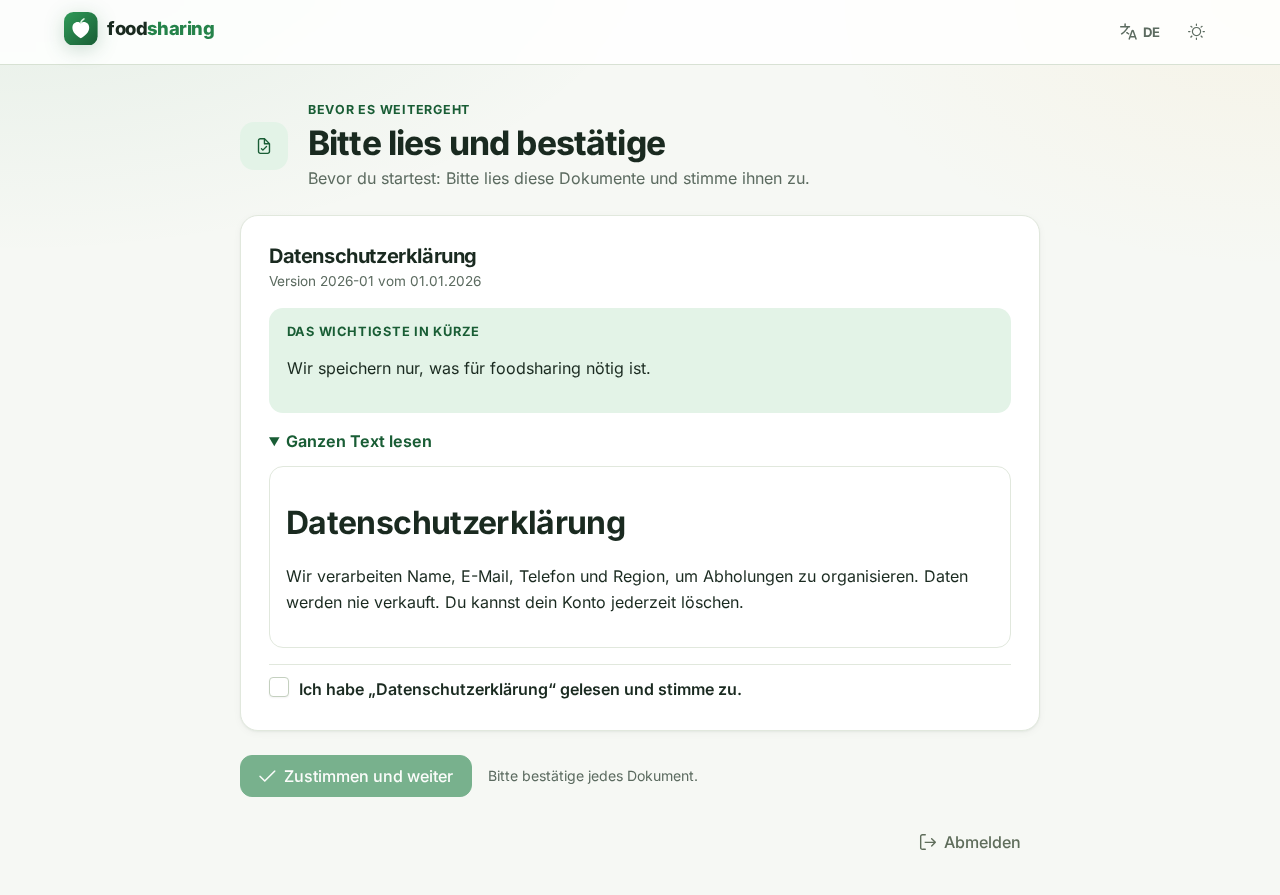 foodsharing
DE
BEVOR ES WEITERGEHT
Bitte lies und bestätige
Bevor du startest: Bitte lies diese Dokumente und stimme ihnen zu.
Datenschutzerklärung
Version 2026-01 vom 01.01.2026
DAS WICHTIGSTE IN KÜRZE
Wir speichern nur, was für foodsharing nötig ist.
Ganzen Text lesen
Datenschutzerklärung
Wir verarbeiten Name, E-Mail, Telefon und Region, um Abholungen zu organisieren. Daten
werden nie verkauft. Du kannst dein Konto jederzeit löschen.
Ich habe „Datenschutzerklärung“ gelesen und stimme zu.
Zustimmen und weiter
Bitte bestätige jedes Dokument.
Abmelden